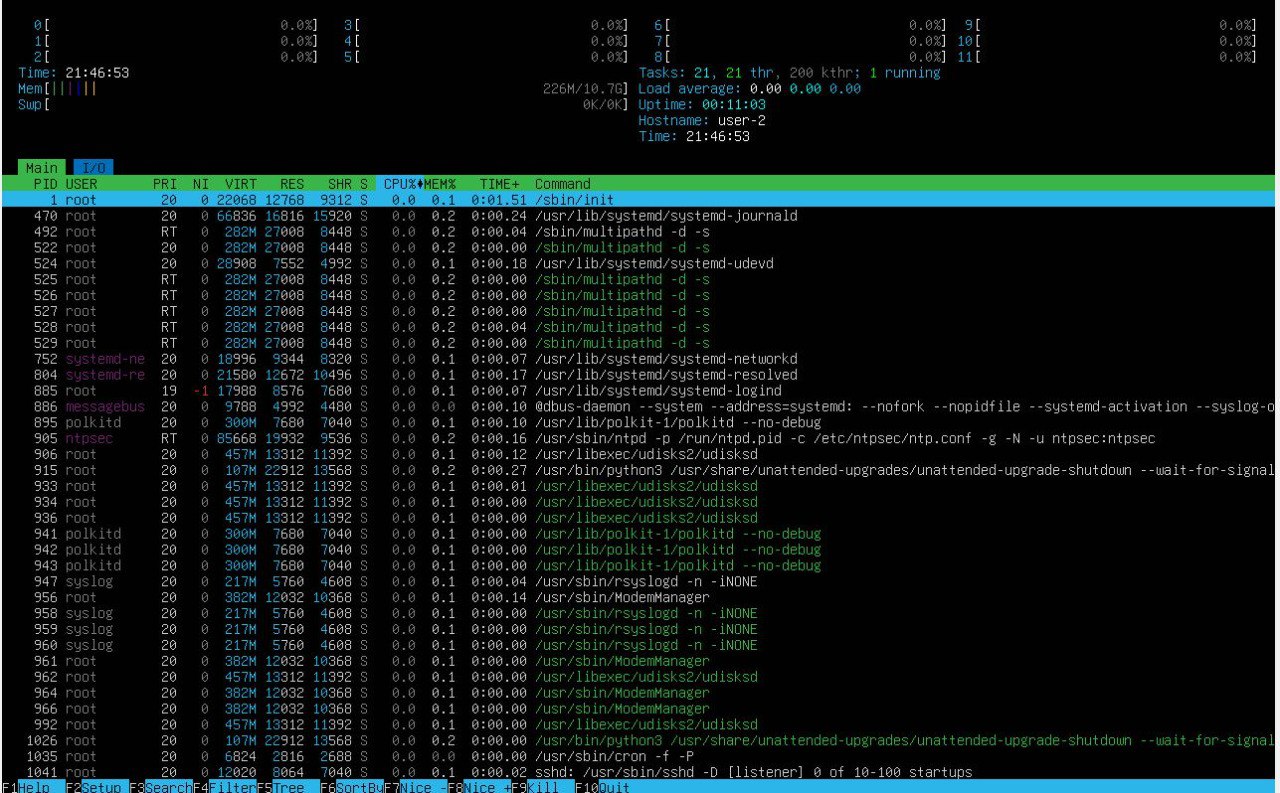 0[ 0.0%] 3[ 0.0%] 6[ 0.0%] 9[ 0.0%]
1[ 0.0%] 4[ 0.0%] 7[ 0.0%] 10[ 0.0%]
2[ 0.0%] 5[ 0.0%] 8[ 0.0%] 11[ 0.0%]
Time: 21:46:53 Tasks: 21, 21 thr, 200 kthr; 1 running
Mem[|||||| 226M/10.7G] Load average: 0.00 0.00 0.00
Swp[ 0K/0K] Uptime: 00:11:03
Hostname: user-2
Time: 21:46:53
Main I/O
PID USER PRI NI VIRT RES SHR S CPU%♦MEM% TIME+ Command
1 root 20 0 22068 12768 9312 S 0.0 0.1 0:01.51 /sbin/init
470 root 20 0 66836 16816 15920 S 0.0 0.2 0:00.24 /usr/lib/systemd/systemd-journald
492 root RT 0 282M 27008 8448 S 0.0 0.2 0:00.04 /sbin/multipathd -d -s
522 root 20 0 282M 27008 8448 S 0.0 0.2 0:00.00 /sbin/multipathd -d -s
524 root 20 0 28908 7552 4992 S 0.0 0.1 0:00.18 /usr/lib/systemd/systemd-udevd
525 root RT 0 282M 27008 8448 S 0.0 0.2 0:00.00 /sbin/multipathd -d -s
526 root RT 0 282M 27008 8448 S 0.0 0.2 0:00.00 /sbin/multipathd -d -s
527 root RT 0 282M 27008 8448 S 0.0 0.2 0:00.00 /sbin/multipathd -d -s
528 root RT 0 282M 27008 8448 S 0.0 0.2 0:00.04 /sbin/multipathd -d -s
529 root RT 0 282M 27008 8448 S 0.0 0.2 0:00.00 /sbin/multipathd -d -s
752 systemd-ne 20 0 18996 9344 8320 S 0.0 0.1 0:00.07 /usr/lib/systemd/systemd-networkd
804 systemd-re 20 0 21580 12672 10496 S 0.0 0.1 0:00.17 /usr/lib/systemd/systemd-resolved
885 root 19 -1 17988 8576 7680 S 0.0 0.1 0:00.07 /usr/lib/systemd/systemd-logind
886 messagebus 20 0 9788 4992 4480 S 0.0 0.0 0:00.10 @dbus-daemon --system --address=systemd: --nofork --nopidfile --systemd-activation --syslog-o
895 polkitd 20 0 300M 7680 7040 S 0.0 0.1 0:00.10 /usr/lib/polkit-1/polkitd --no-debug
905 ntpsec RT 0 85668 19932 9536 S 0.0 0.2 0:00.16 /usr/sbin/ntpd -p /run/ntpd.pid -c /etc/ntpsec/ntp.conf -g -N -u ntpsec:ntpsec
906 root 20 0 457M 13312 11392 S 0.0 0.1 0:00.12 /usr/libexec/udisks2/udisksd
915 root 20 0 107M 22912 13568 S 0.0 0.2 0:00.27 /usr/bin/python3 /usr/share/unattended-upgrades/unattended-upgrade-shutdown --wait-for-signal
933 root 20 0 457M 13312 11392 S 0.0 0.1 0:00.01 /usr/libexec/udisks2/udisksd
934 root 20 0 457M 13312 11392 S 0.0 0.1 0:00.00 /usr/libexec/udisks2/udisksd
936 root 20 0 457M 13312 11392 S 0.0 0.1 0:00.00 /usr/libexec/udisks2/udisksd
941 polkitd 20 0 300M 7680 7040 S 0.0 0.1 0:00.00 /usr/lib/polkit-1/polkitd --no-debug
942 polkitd 20 0 300M 7680 7040 S 0.0 0.1 0:00.00 /usr/lib/polkit-1/polkitd --no-debug
943 polkitd 20 0 300M 7680 7040 S 0.0 0.1 0:00.00 /usr/lib/polkit-1/polkitd --no-debug
947 syslog 20 0 217M 5760 4608 S 0.0 0.1 0:00.04 /usr/sbin/rsyslogd -n -iNONE
956 root 20 0 382M 12032 10368 S 0.0 0.1 0:00.14 /usr/sbin/ModemManager
958 syslog 20 0 217M 5760 4608 S 0.0 0.1 0:00.00 /usr/sbin/rsyslogd -n -iNONE
959 syslog 20 0 217M 5760 4608 S 0.0 0.1 0:00.00 /usr/sbin/rsyslogd -n -iNONE
960 syslog 20 0 217M 5760 4608 S 0.0 0.1 0:00.00 /usr/sbin/rsyslogd -n -iNONE
961 root 20 0 382M 12032 10368 S 0.0 0.1 0:00.00 /usr/sbin/ModemManager
962 root 20 0 457M 13312 11392 S 0.0 0.1 0:00.00 /usr/libexec/udisks2/udisksd
964 root 20 0 382M 12032 10368 S 0.0 0.1 0:00.00 /usr/sbin/ModemManager
966 root 20 0 382M 12032 10368 S 0.0 0.1 0:00.00 /usr/sbin/ModemManager
992 root 20 0 457M 13312 11392 S 0.0 0.1 0:00.00 /usr/libexec/udisks2/udisksd
1026 root 20 0 107M 22912 13568 S 0.0 0.2 0:00.00 /usr/bin/python3 /usr/share/unattended-upgrades/unattended-upgrade-shutdown --wait-for-signal
1035 root 20 0 6824 2816 2688 S 0.0 0.0 0:00.00 /usr/sbin/cron -f -P
1041 root 20 0 12020 8064 7040 S 0.0 0.1 0:00.02 sshd: /usr/sbin/sshd -D [listener] 0 of 10-100 startups
F1Help F2Setup F3SearchF4FilterF5Tree F6SortByF7Nice -F8Nice +F9Kill F10Quit